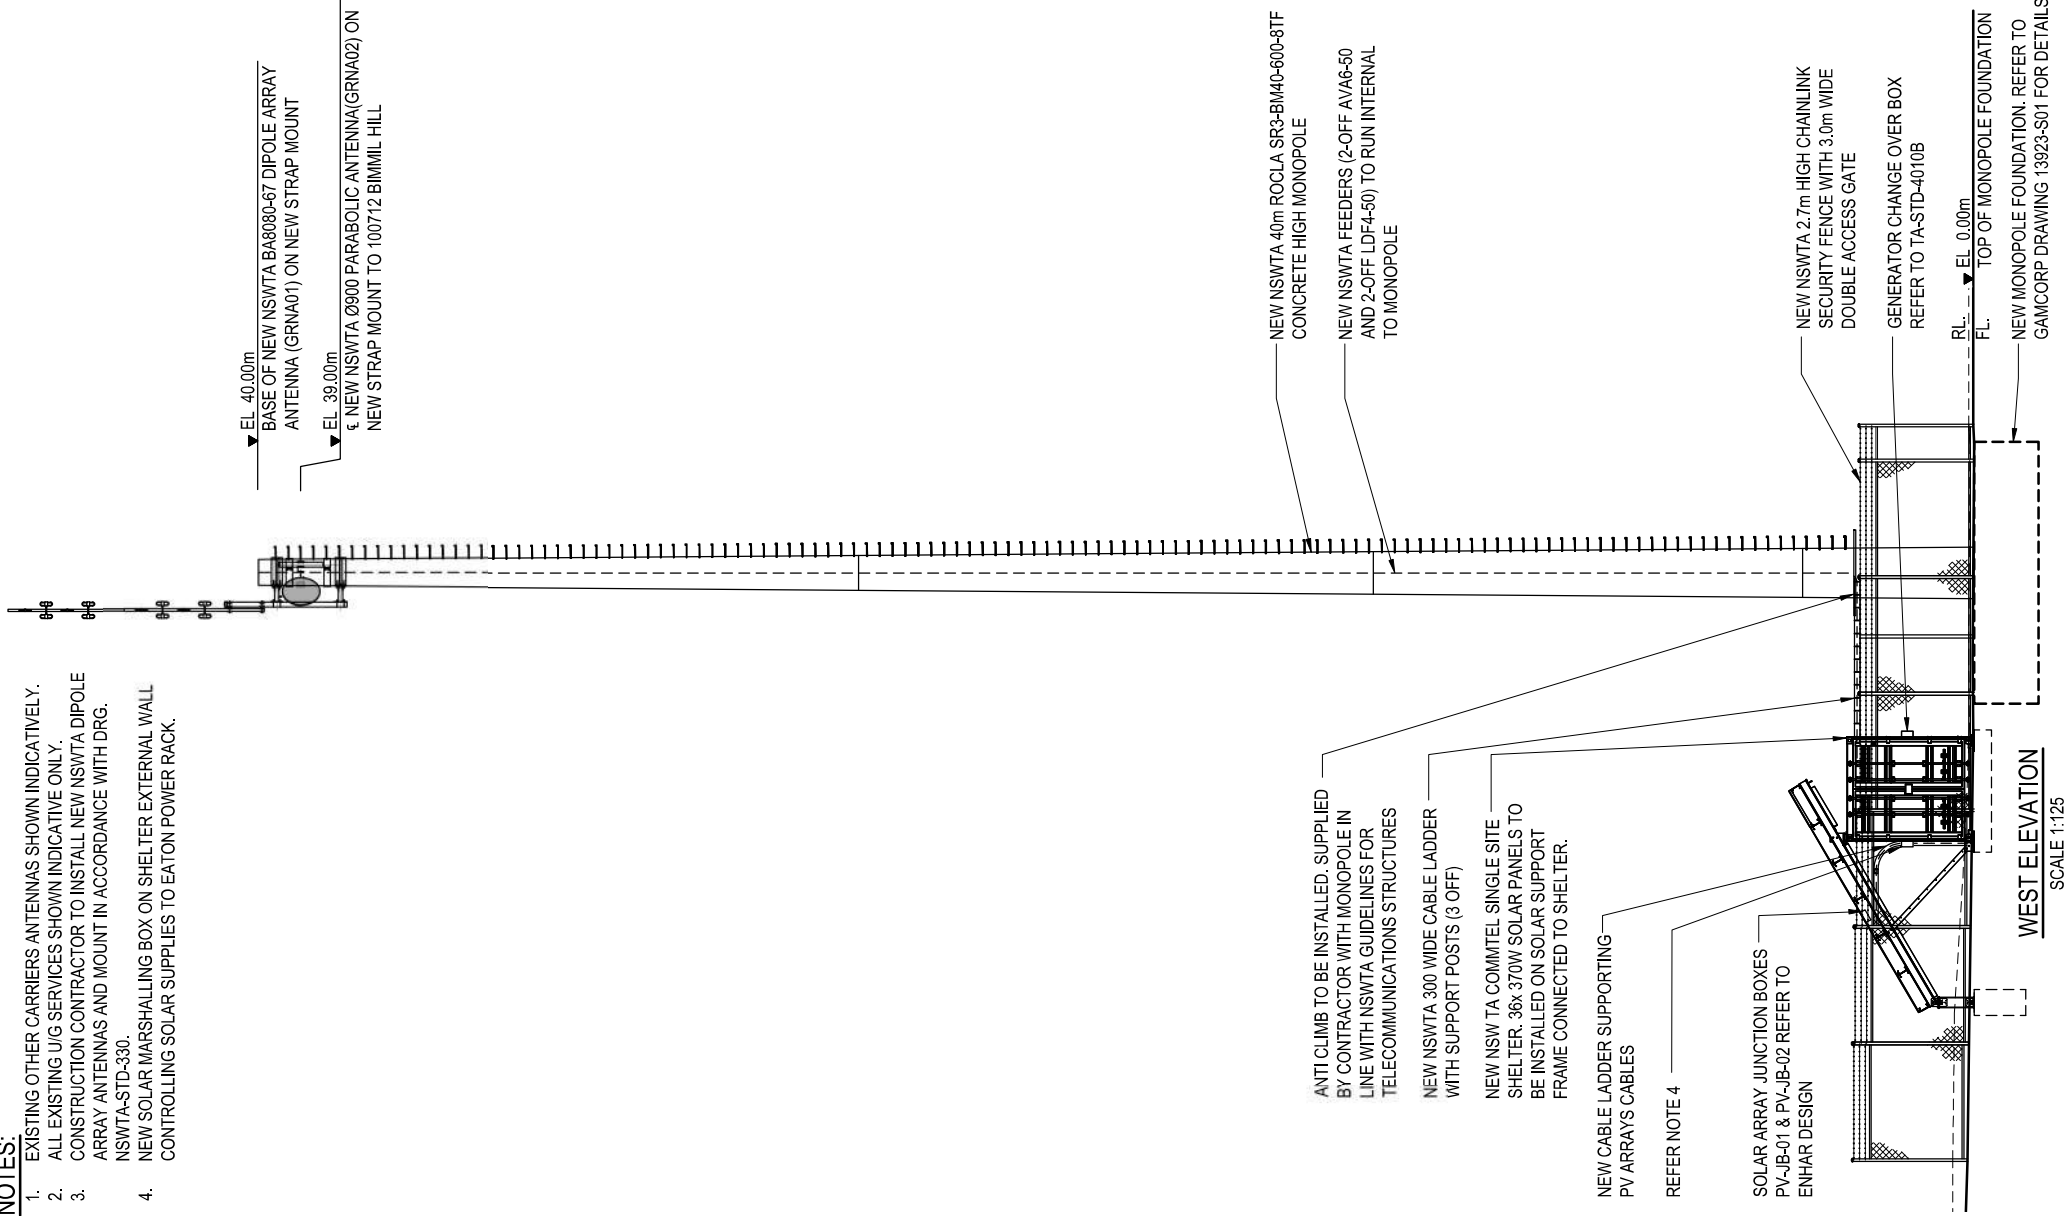 NOTES:
1. EXISTING OTHER CARRIERS ANTENNAS SHOWN INDICATIVELY.
2. ALL EXISTING U/G SERVICES SHOWN INDICATIVE ONLY.
3. CONSTRUCTION CONTRACTOR TO INSTALL NEW NSWTA DIPOLE
ARRAY ANTENNAS AND MOUNT IN ACCORDANCE WITH DRG.
NSWTA-STD-330.
4. NEW SOLAR MARSHALLING BOX ON SHELTER EXTERNAL WALL
CONTROLLING SOLAR SUPPLIES TO EATON POWER RACK.
EL 40.00m
BASE OF NEW NSWTA BA8080-67 DIPOLE ARRAY
ANTENNA (GRNA01) ON NEW STRAP MOUNT
EL 39.00m
℄ NEW NSWTA Ø900 PARABOLIC ANTENNA(GRNA02) ON
NEW STRAP MOUNT TO 100712 BIMMIL HILL
NEW NSWTA 40m ROCLA SR3-BM40-600-8TF
CONCRETE HIGH MONOPOLE
NEW NSWTA FEEDERS (2-OFF AVA6-50
AND 2-OFF LDF4-50) TO RUN INTERNAL
TO MONOPOLE
ANTI CLIMB TO BE INSTALLED. SUPPLIED
BY CONTRACTOR WITH MONOPOLE IN
LINE WITH NSWTA GUIDELINES FOR
TELECOMMUNICATIONS STRUCTURES
NEW NSWTA 300 WIDE CABLE LADDER
WITH SUPPORT POSTS (3 OFF)
NEW NSW TA COMMTEL SINGLE SITE
SHELTER. 36x 370W SOLAR PANELS TO
BE INSTALLED ON SOLAR SUPPORT
FRAME CONNECTED TO SHELTER.
NEW CABLE LADDER SUPPORTING
PV ARRAYS CABLES
REFER NOTE 4
SOLAR ARRAY JUNCTION BOXES
PV-JB-01 & PV-JB-02 REFER TO
ENHAR DESIGN
NEW NSWTA 2.7m HIGH CHAINLINK
SECURITY FENCE WITH 3.0m WIDE
DOUBLE ACCESS GATE
GENERATOR CHANGE OVER BOX
REFER TO TA-STD-4010B
RL. EL 0.00m
FL. TOP OF MONOPOLE FOUNDATION
NEW MONOPOLE FOUNDATION. REFER TO
GAMCORP DRAWING 13923-S01 FOR DETAILS
WEST ELEVATION
SCALE 1:125